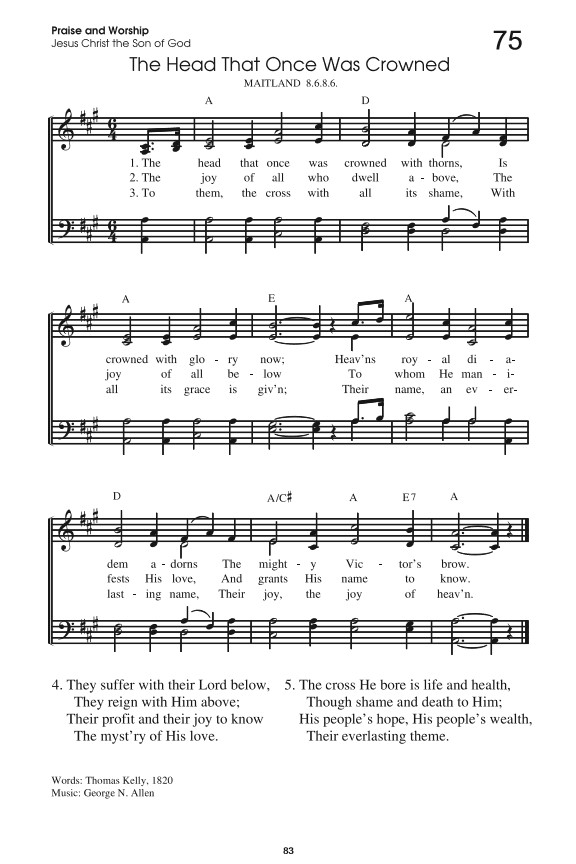 Praise and Worship
Jesus Christ the Son of God
75
The Head That Once Was Crowned
MAITLAND 8.6.8.6.
A D
1. The head that once was crowned with thorns, Is
2. The joy of all who dwell a - bove, The
3. To them, the cross with all its shame, With
A E A
crowned with glo - ry now; Heav'ns roy - al di - a-
joy of all be - low To whom He man - i-
all its grace is giv'n; Their name, an ev - er-
D A/C# A E7 A
dem a - dorns The might - y Vic - tor's brow.
fests His love, And grants His name to know.
last - ing name, Their joy, the joy of heav'n.
4. They suffer with their Lord below,
They reign with Him above;
Their profit and their joy to know
The myst'ry of His love.
5. The cross He bore is life and health,
Though shame and death to Him;
His people's hope, His people's wealth,
Their everlasting theme.
Words: Thomas Kelly, 1820
Music: George N. Allen
83